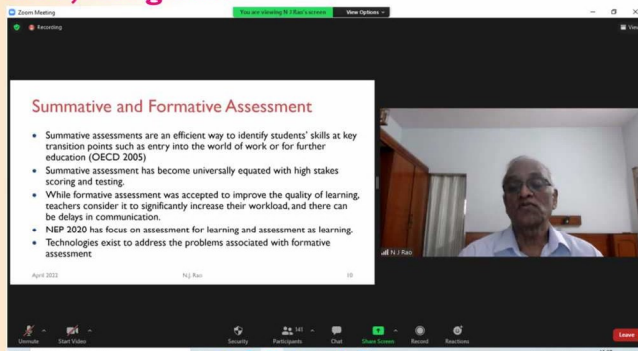 Zoom Meeting
You are viewing N J Rao's screen
View Options
Recording
View
Summative and Formative Assessment
• Summative assessments are an efficient way to identify students' skills at key
transition points such as entry into the world of work or for further
education (OECD 2005)
• Summative assessment has become universally equated with high stakes
scoring and testing.
• While formative assessment was accepted to improve the quality of learning,
teachers consider it to significantly increase their workload, and there can
be delays in communication.
• NEP 2020 has focus on assessment for learning and assessment as learning.
• Technologies exist to address the problems associated with formative
assessment
April 2022
N.J. Rao
10
N J Rao
Unmute
Start Video
Security
Participants
343
Chat
Share Screen
Record
Reactions
Leave